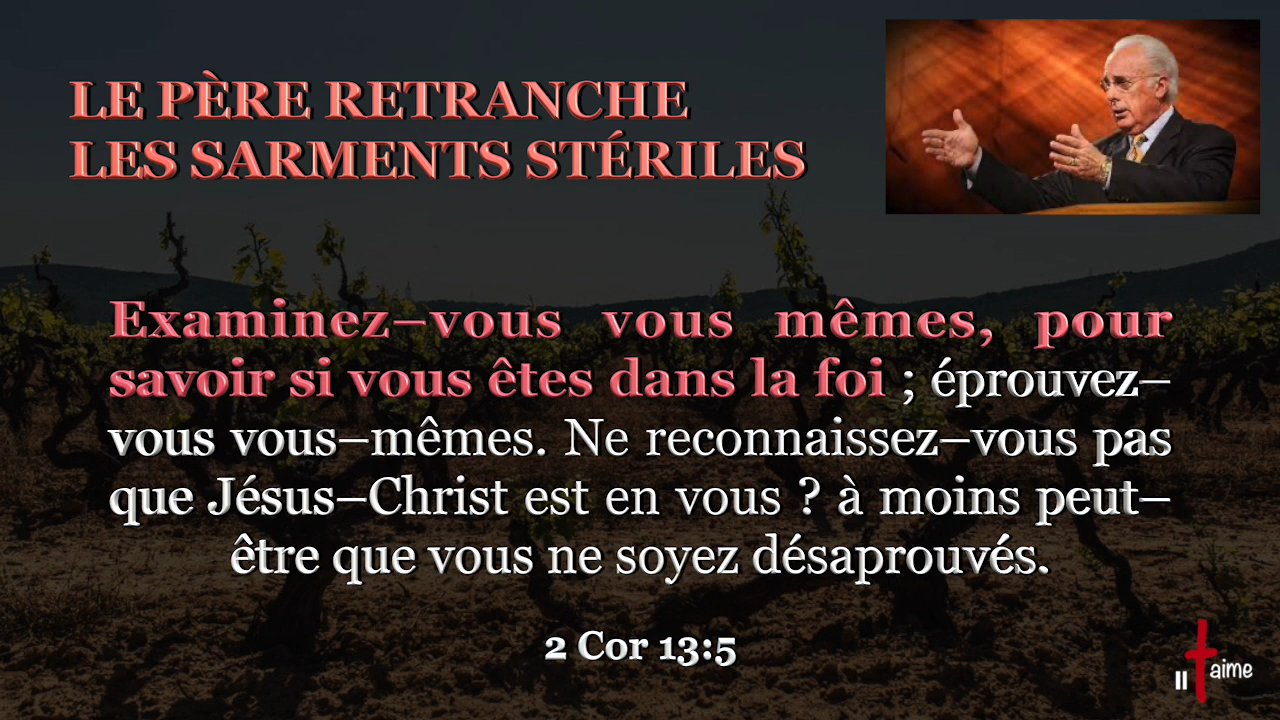 LE PÈRE RETRANCHE
LES SARMENTS STÉRILES
Examinez–vous vous mêmes, pour
savoir si vous êtes dans la foi ; éprouvez–
vous vous–mêmes. Ne reconnaissez–vous pas
que Jésus–Christ est en vous ? à moins peut–
être que vous ne soyez désaprouvés.
2 Cor 13:5
Il t aime